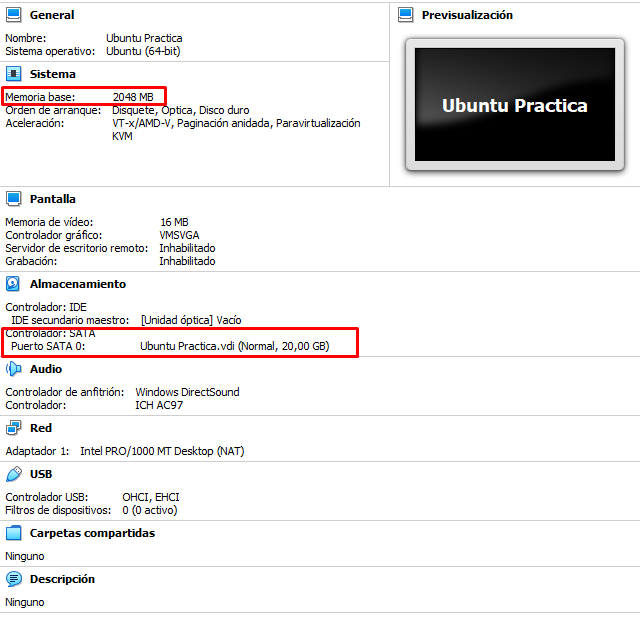 General
Nombre: Ubuntu Practica
Sistema operativo: Ubuntu (64-bit)
Previsualización
Ubuntu Practica
Sistema
Memoria base: 2048 MB
Orden de arranque: Disquete, Óptica, Disco duro
Aceleración: VT-x/AMD-V, Paginación anidada, Paravirtualización
KVM
Pantalla
Memoria de vídeo: 16 MB
Controlador gráfico: VMSVGA
Servidor de escritorio remoto: Inhabilitado
Grabación: Inhabilitado
Almacenamiento
Controlador: IDE
IDE secundario maestro: [Unidad óptica] Vacío
Controlador: SATA
Puerto SATA 0: Ubuntu Practica.vdi (Normal, 20,00 GB)
Audio
Controlador de anfitrión: Windows DirectSound
Controlador: ICH AC97
Red
Adaptador 1: Intel PRO/1000 MT Desktop (NAT)
USB
Controlador USB: OHCI, EHCI
Filtros de dispositivos: 0 (0 activo)
Carpetas compartidas
Ninguno
Descripción
Ninguno